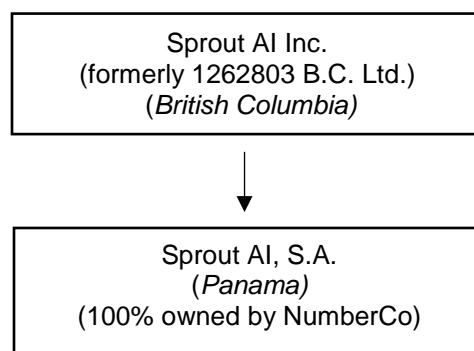 Sprout AI Inc.
(formerly 1262803 B.C. Ltd.)
(British Columbia)
Sprout AI, S.A.
(Panama)
(100% owned by NumberCo)